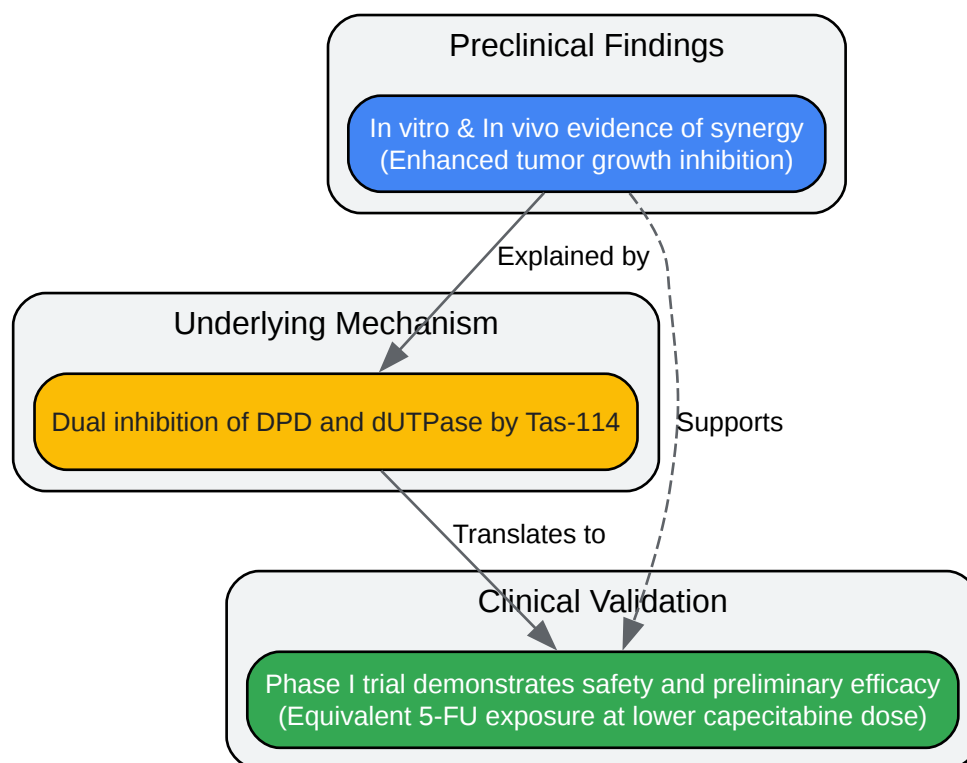 Preclinical Findings
In vitro & In vivo evidence of synergy
(Enhanced tumor growth inhibition)
Explained by
Underlying Mechanism
Dual inhibition of DPD and dUTPase by Tas-114
Supports
Translates to
Clinical Validation
Phase I trial demonstrates safety and preliminary efficacy
(Equivalent 5-FU exposure at lower capecitabine dose)